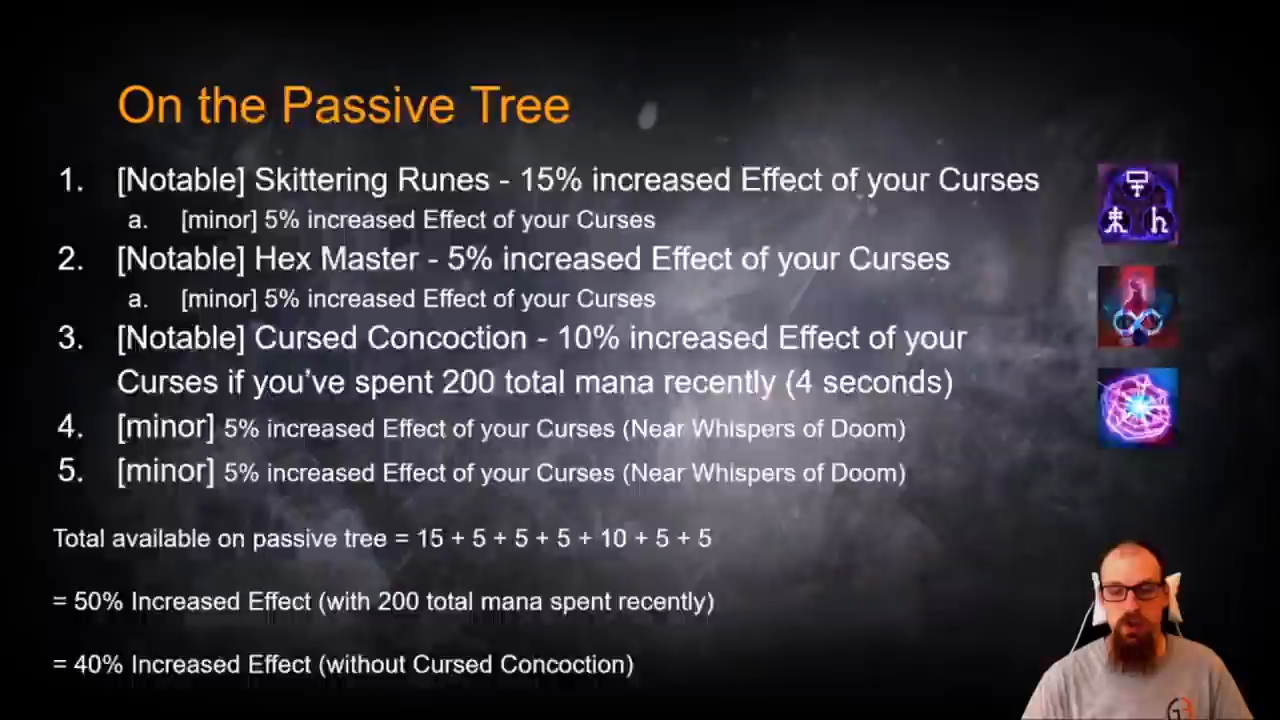 On the Passive Tree
1. [Notable] Skittering Runes - 15% increased Effect of your Curses
a. [minor] 5% increased Effect of your Curses
2. [Notable] Hex Master - 5% increased Effect of your Curses
a. [minor] 5% increased Effect of your Curses
3. [Notable] Cursed Concoction - 10% increased Effect of your
Curses if you’ve spent 200 total mana recently (4 seconds)
4. [minor] 5% increased Effect of your Curses (Near Whispers of Doom)
5. [minor] 5% increased Effect of your Curses (Near Whispers of Doom)
Total available on passive tree = 15 + 5 + 5 + 5 + 10 + 5 + 5
= 50% Increased Effect (with 200 total mana spent recently)
= 40% Increased Effect (without Cursed Concoction)